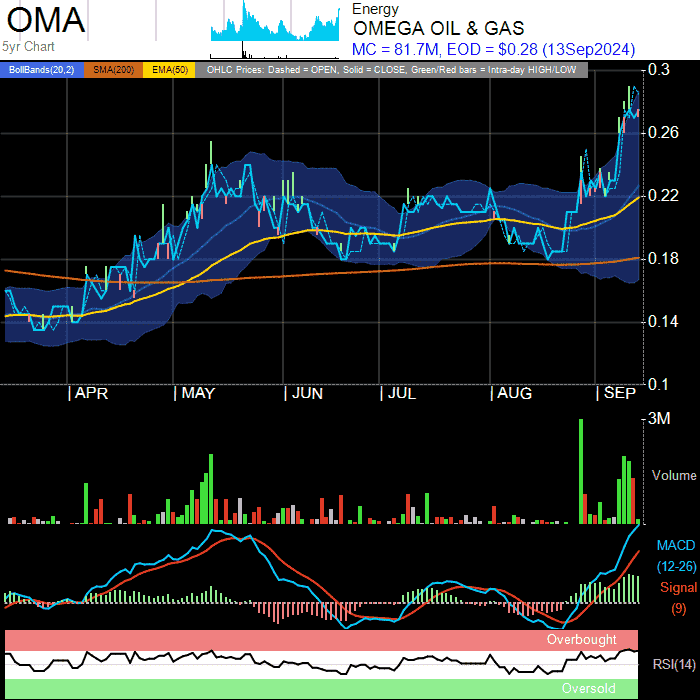 OMA
5yr Chart
Energy
OMEGA OIL & GAS
MC = 81.7M, EOD = $0.28 (13Sep2024)
BollBands(20,2) SMA(200) EMA(50) OHLC Prices: Dashed = OPEN, Solid = CLOSE, Green/Red bars = Intra-day HIGH/LOW
0.3
0.26
0.22
0.18
0.14
0.1
APR MAY JUN JUL AUG SEP
3M
Volume
MACD
(12-26)
Signal
(9)
Overbought
RSI(14)
Oversold